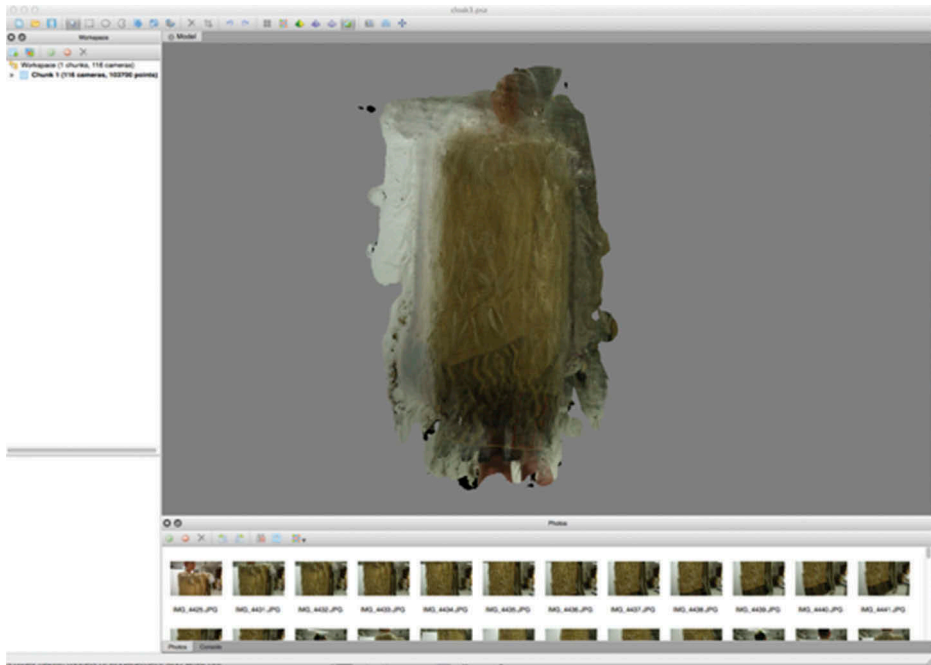 cloak3.psz
Workspace
Model
Workspace (1 chunks, 116 cameras)
Chunk 1 (116 cameras, 103700 points)
Photos
IMG_4425.JPG
IMG_4431.JPG
IMG_4432.JPG
IMG_4433.JPG
IMG_4434.JPG
IMG_4435.JPG
IMG_4436.JPG
IMG_4437.JPG
IMG_4438.JPG
IMG_4439.JPG
IMG_4440.JPG
IMG_4441.JPG
Photos
Console